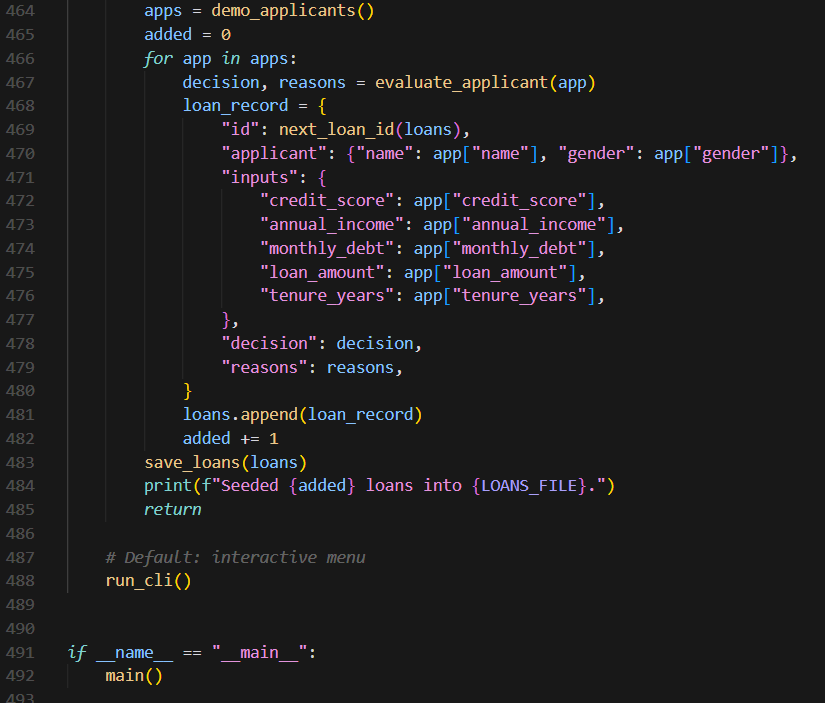 464 apps = demo_applicants()
465 added = 0
466 for app in apps:
467 decision, reasons = evaluate_applicant(app)
468 loan_record = {
469 "id": next_loan_id(loans),
470 "applicant": {"name": app["name"], "gender": app["gender"]},
471 "inputs": {
472 "credit_score": app["credit_score"],
473 "annual_income": app["annual_income"],
474 "monthly_debt": app["monthly_debt"],
475 "loan_amount": app["loan_amount"],
476 "tenure_years": app["tenure_years"],
477 },
478 "decision": decision,
479 "reasons": reasons,
480 }
481 loans.append(loan_record)
482 added += 1
483 save_loans(loans)
484 print(f"Seeded {added} loans into {LOANS_FILE}.")
485 return
486
487 # Default: interactive menu
488 run_cli()
489
490
491 if __name__ == "__main__":
492 main()
493